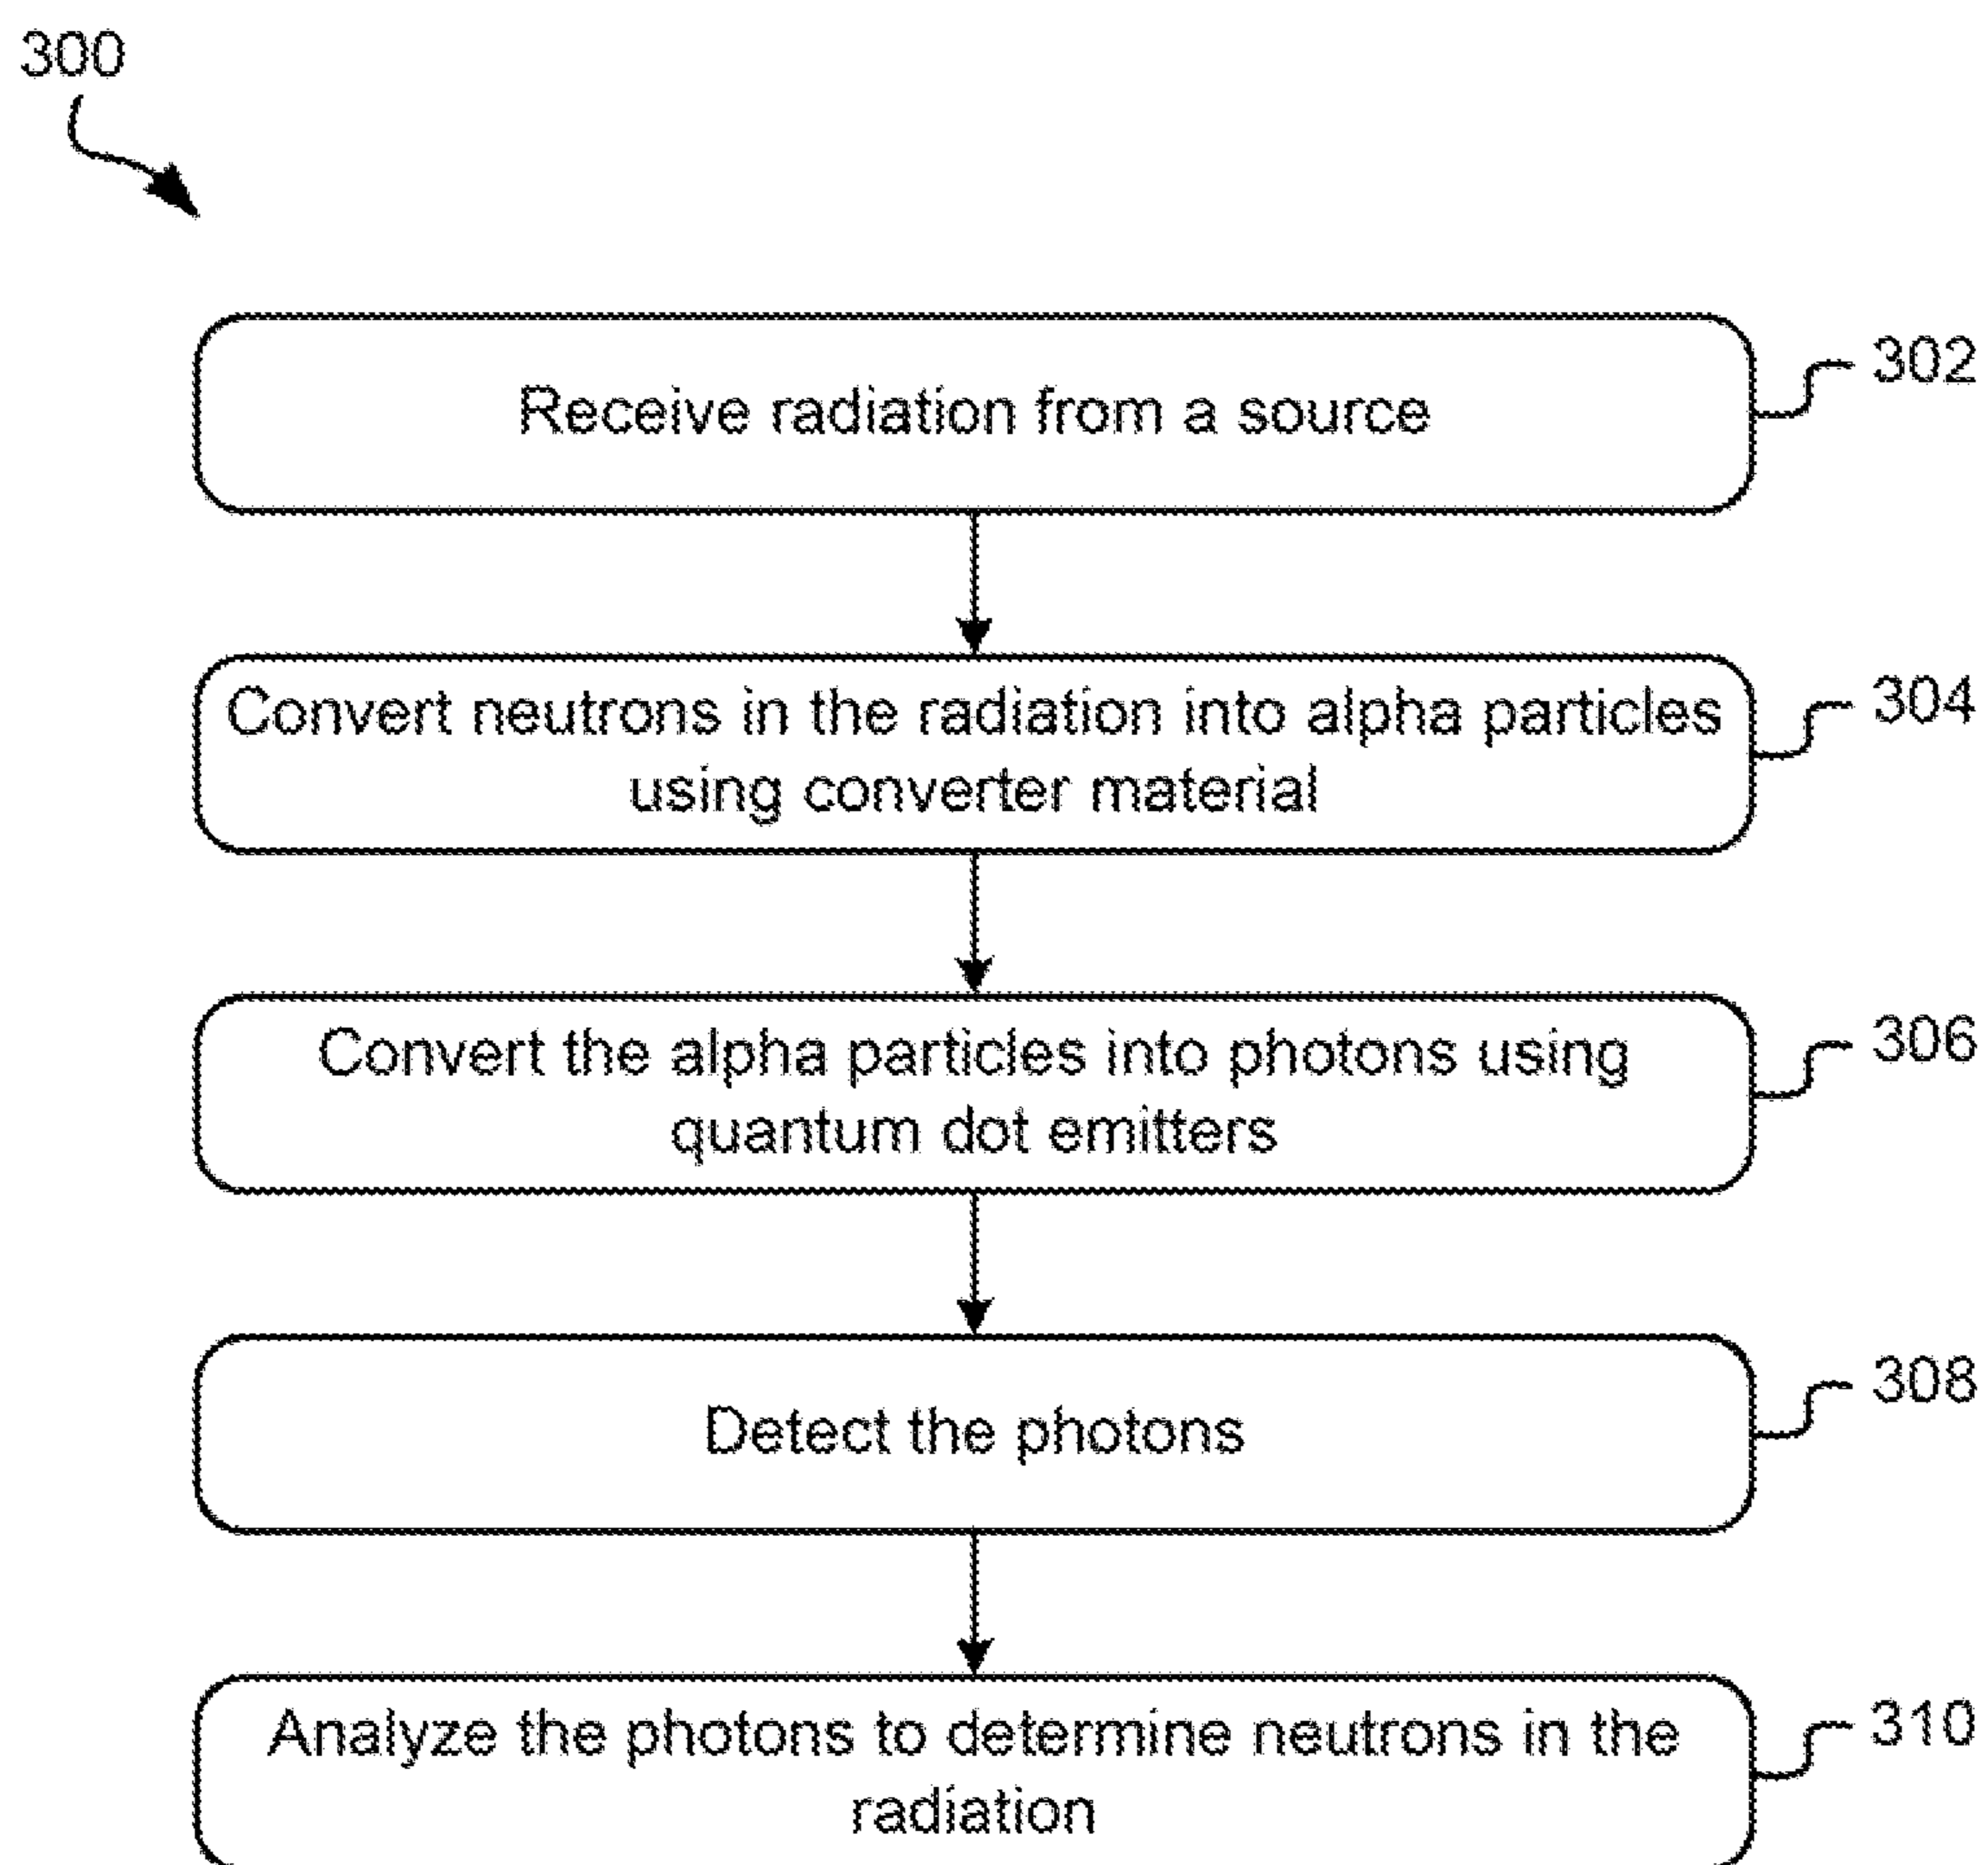 300
Receive radiation from a source
302
Convert neutrons in the radiation into alpha particles
using converter material
304
Convert the alpha particles into photons using
quantum dot emitters
306
Detect the photons
308
Analyze the photons to determine neutrons in the
radiation
310